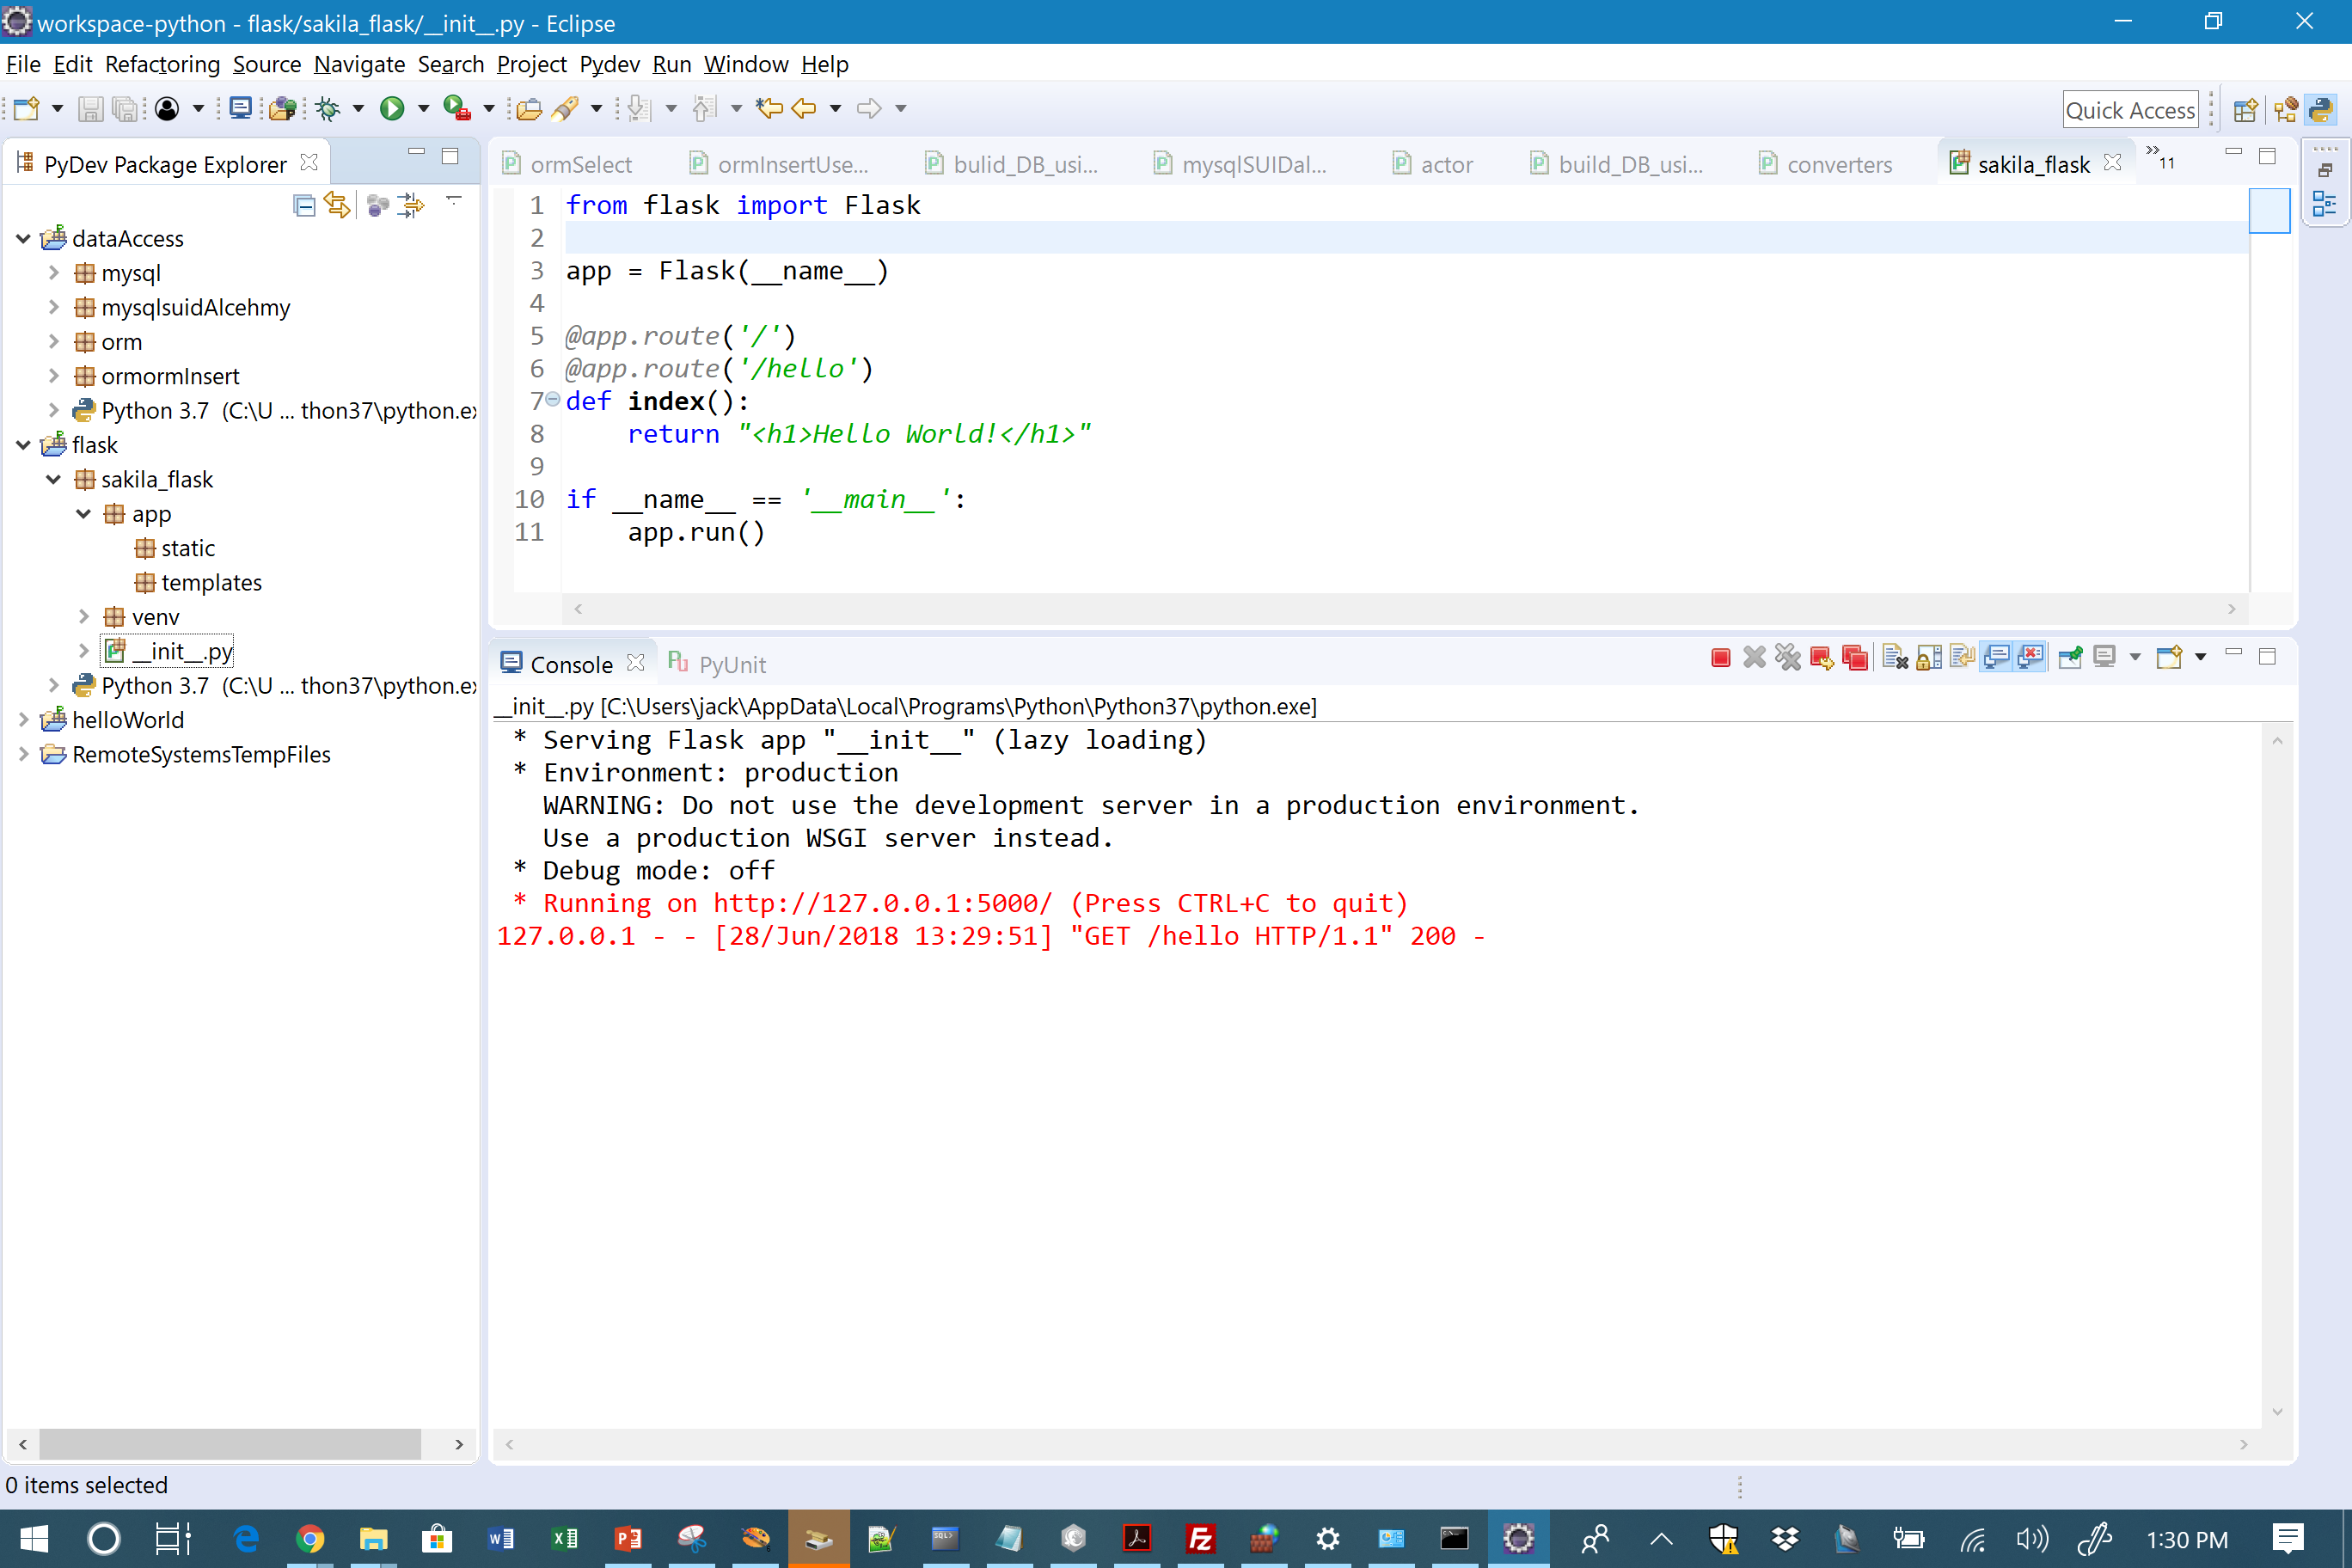 workspace-python - flask/sakila_flask/__init__.py - Eclipse
File Edit Refactoring Source Navigate Search Project Pydev Run Window Help
Quick Access
PyDev Package Explorer
dataAccess
mysql
mysqlsuidAlcehmy
orm
ormormInsert
Python 3.7 (C:\U ... thon37\python.ex
flask
sakila_flask
app
static
templates
venv
__init__.py
Python 3.7 (C:\U ... thon37\python.ex
helloWorld
RemoteSystemsTempFiles
ormSelect ormInsertUse... bulid_DB_usi... mysqlSUIDal... actor build_DB_usi... converters sakila_flask »11
1 from flask import Flask
2
3 app = Flask(__name__)
4
5 @app.route('/')
6 @app.route('/hello')
7 def index():
8 return "<h1>Hello World!</h1>"
9
10 if __name__ == '__main__':
11 app.run()
Console PyUnit
__init__.py [C:\Users\jack\AppData\Local\Programs\Python\Python37\python.exe]
* Serving Flask app "__init__" (lazy loading)
* Environment: production
WARNING: Do not use the development server in a production environment.
Use a production WSGI server instead.
* Debug mode: off
* Running on http://127.0.0.1:5000/ (Press CTRL+C to quit)
127.0.0.1 - - [28/Jun/2018 13:29:51] "GET /hello HTTP/1.1" 200 -
0 items selected
1:30 PM